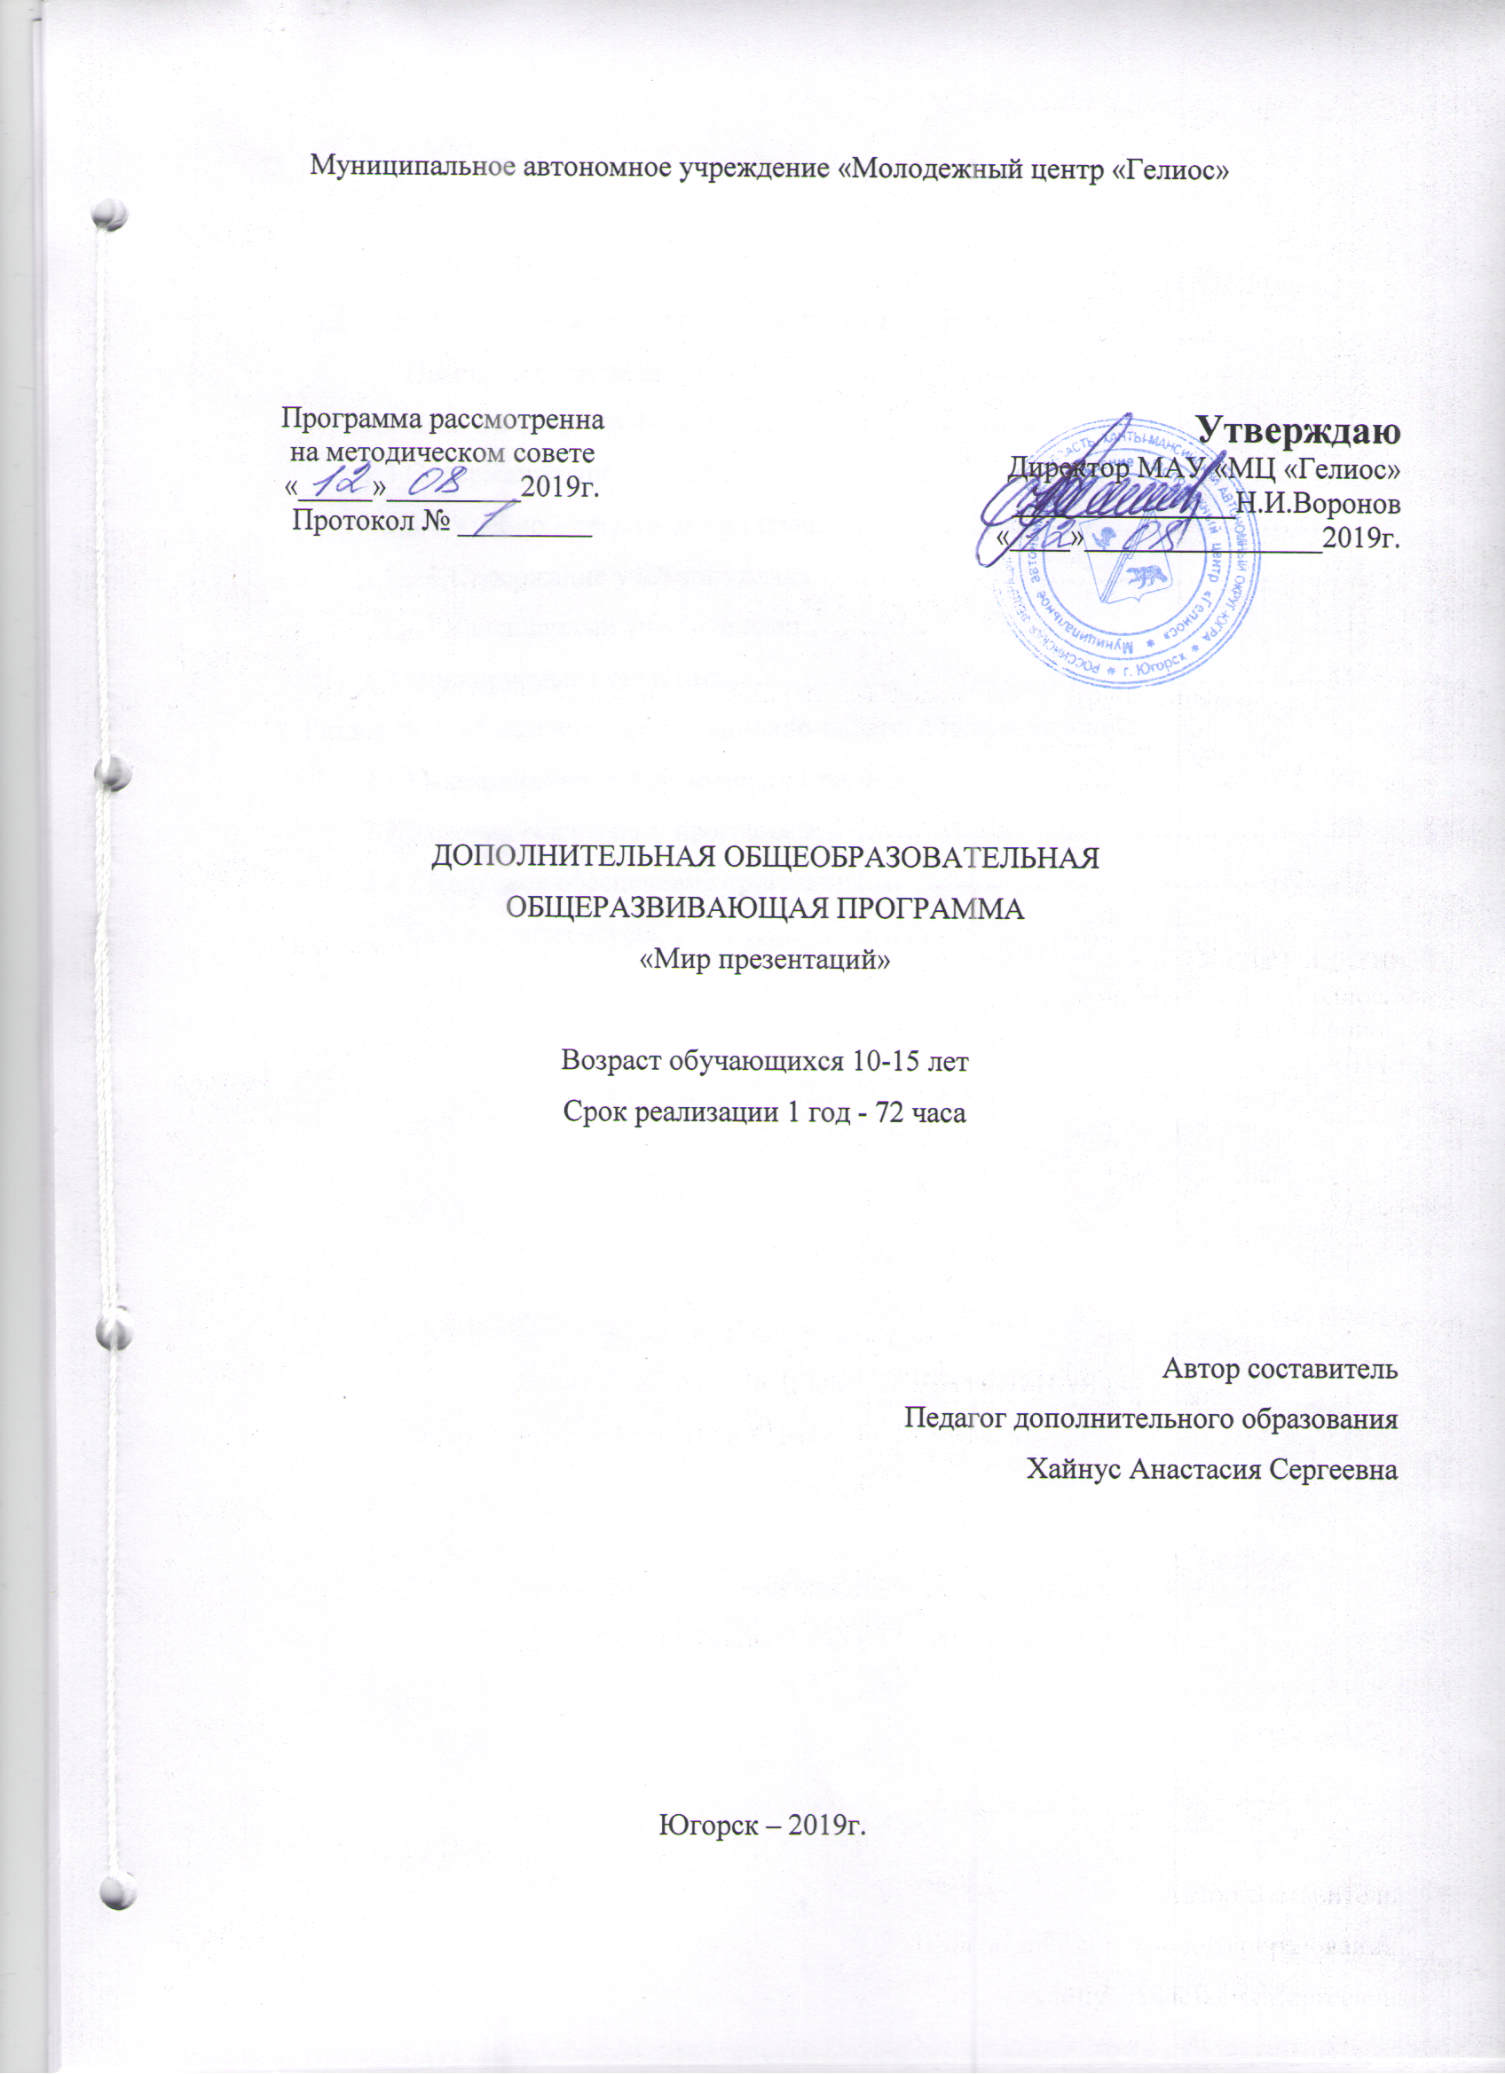 Муниципальное автономное учреждение «Молодежный центр «Гелиос»
Программа рассмотренна
на методическом совете
«12» 08 2019г.
Протокол № 1
Утверждаю
Директор МАУ «МЦ «Гелиос»
Н.И.Воронов
«12» 08 2019г.
ДОПОЛНИТЕЛЬНАЯ ОБЩЕОБРАЗОВАТЕЛЬНАЯ
ОБЩЕРАЗВИВАЮЩАЯ ПРОГРАММА
«Мир презентаций»
Возраст обучающихся 10-15 лет
Срок реализации 1 год - 72 часа
Автор составитель
Педагог дополнительного образования
Хайнус Анастасия Сергеевна
Югорск – 2019г.